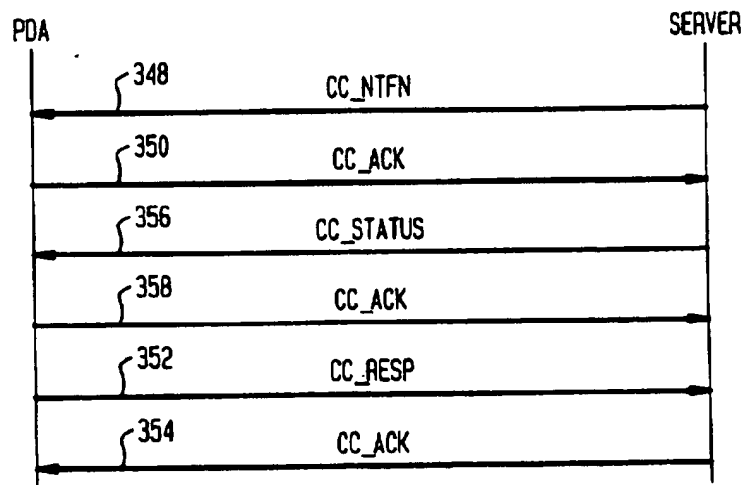 PDA SERVER
348 CC_NTFN
350 CC_ACK
356 CC_STATUS
358 CC_ACK
352 CC_RESP
354 CC_ACK